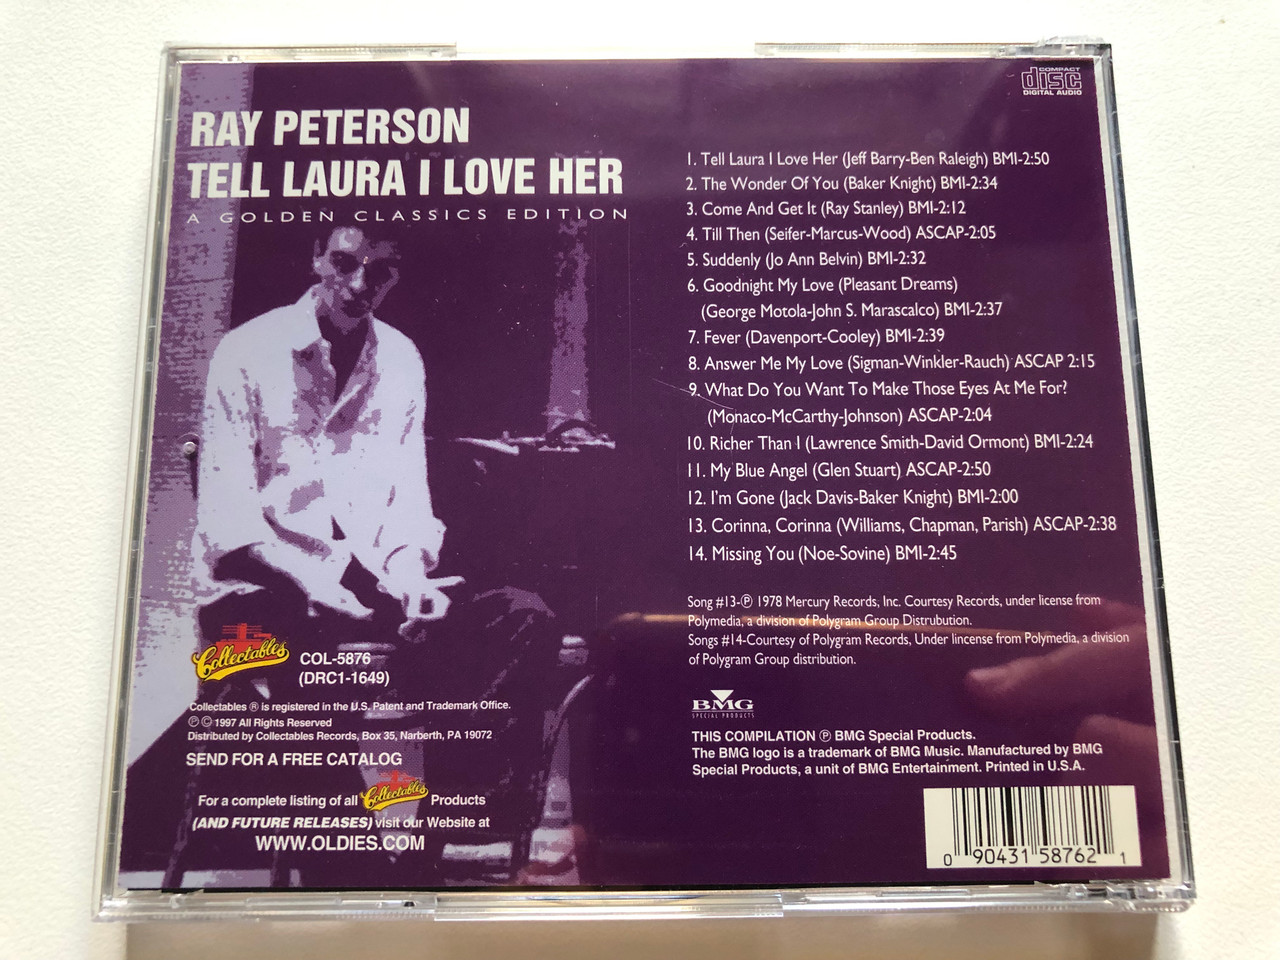 RAY PETERSON
TELL LAURA I LOVE HER
A GOLDEN CLASSICS EDITION
COMPACT
disc
DIGITAL AUDIO
1. Tell Laura I Love Her (Jeff Barry-Ben Raleigh) BMI-2:50
2. The Wonder Of You (Baker Knight) BMI-2:34
3. Come And Get It (Ray Stanley) BMI-2:12
4. Till Then (Seifer-Marcus-Wood) ASCAP-2:05
5. Suddenly (Jo Ann Belvin) BMI-2:32
6. Goodnight My Love (Pleasant Dreams)
(George Motola-John S. Marascalco) BMI-2:37
7. Fever (Davenport-Cooley) BMI-2:39
8. Answer Me My Love (Sigman-Winkler-Rauch) ASCAP 2:15
9. What Do You Want To Make Those Eyes At Me For?
(Monaco-McCarthy-Johnson) ASCAP-2:04
10. Richer Than I (Lawrence Smith-David Ormont) BMI-2:24
11. My Blue Angel (Glen Stuart) ASCAP-2:50
12. I'm Gone (Jack Davis-Baker Knight) BMI-2:00
13. Corinna, Corinna (Williams, Chapman, Parish) ASCAP-2:38
14. Missing You (Noe-Sovine) BMI-2:45
Song #13-℗ 1978 Mercury Records, Inc. Courtesy Records, under license from
Polymedia, a division of Polygram Group Distrubution.
Songs #14-Courtesy of Polygram Records, Under lincense from Polymedia, a division
of Polygram Group distribution.
BMG
SPECIAL PRODUCTS
THIS COMPILATION ℗ BMG Special Products.
The BMG logo is a trademark of BMG Music. Manufactured by BMG
Special Products, a unit of BMG Entertainment. Printed in U.S.A.
Collectables
COL-5876
(DRC1-1649)
Collectables ® is registered in the U.S. Patent and Trademark Office.
℗ © 1997 All Rights Reserved
Distributed by Collectables Records, Box 35, Narberth, PA 19072
SEND FOR A FREE CATALOG
For a complete listing of all Collectables Products
(AND FUTURE RELEASES) visit our Website at
WWW.OLDIES.COM
0 90431 58762 1